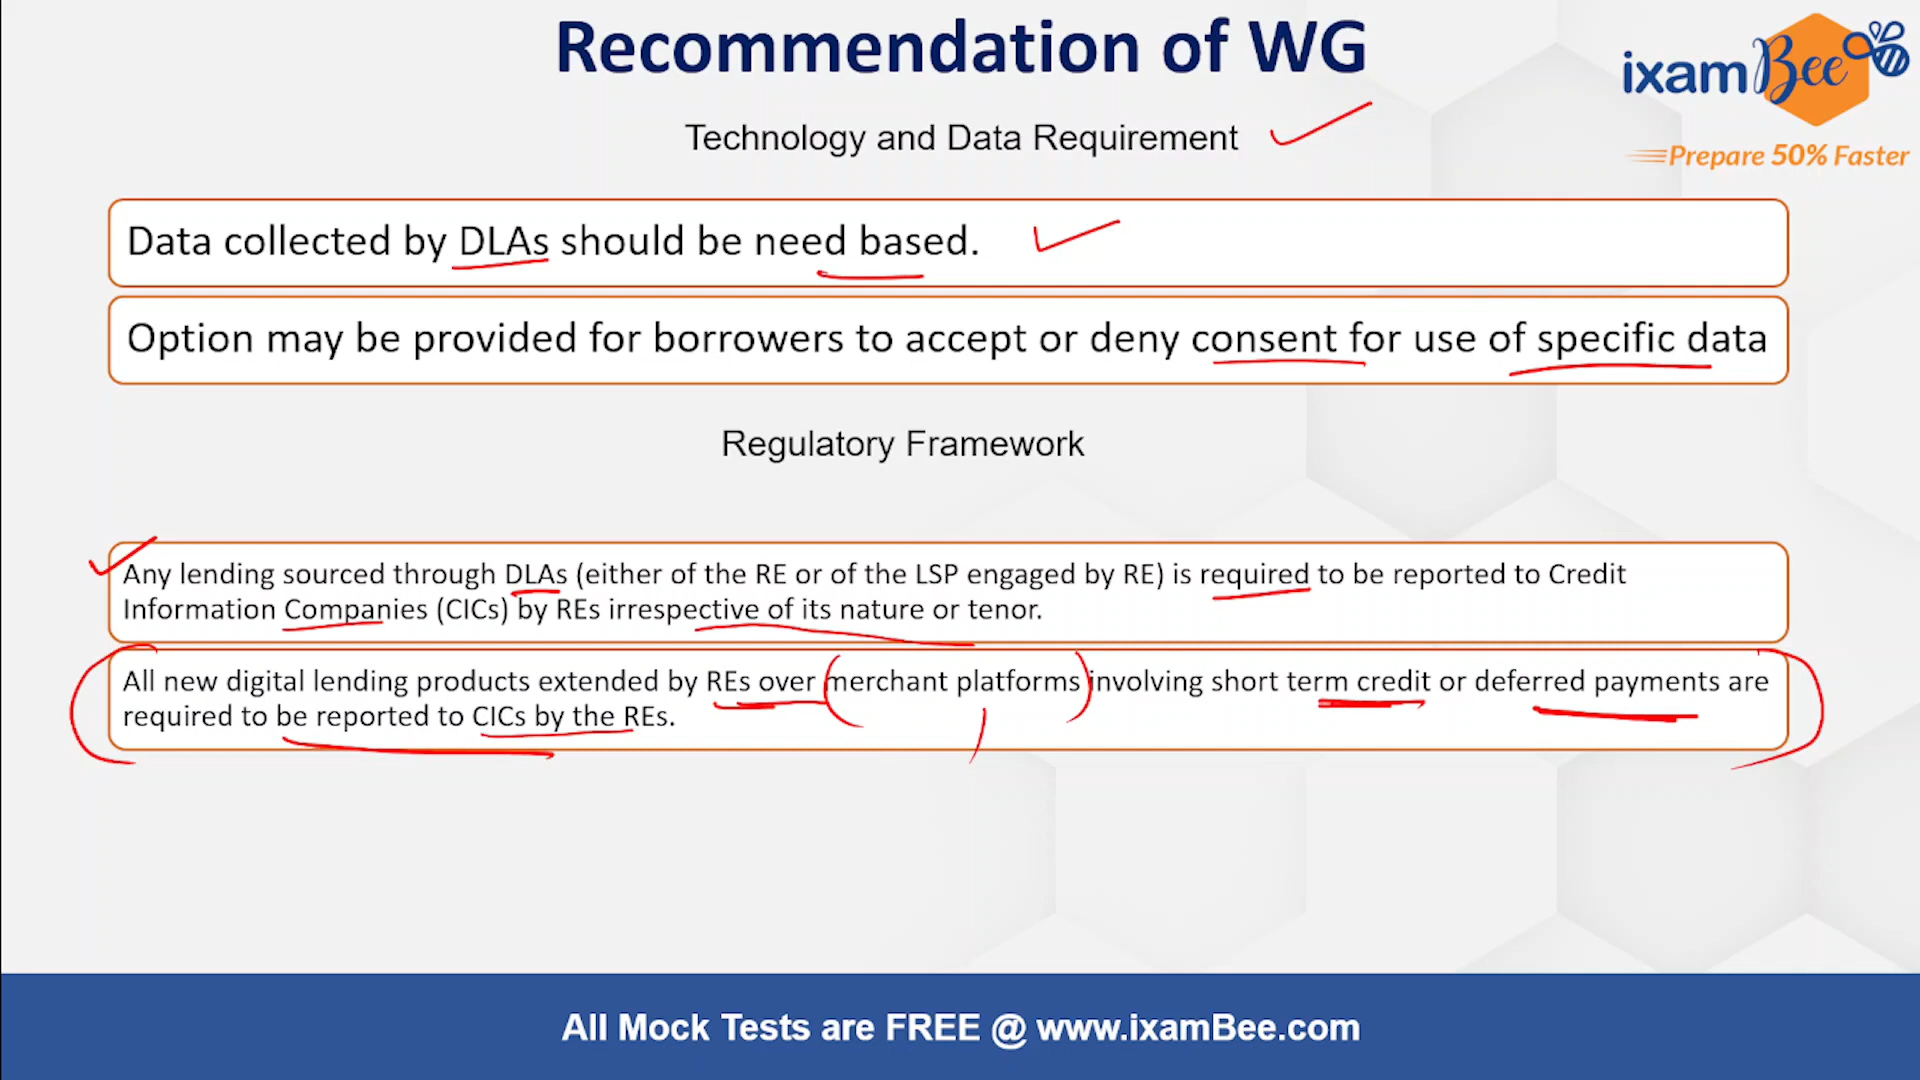 Recommendation of WG
ixamBee
Prepare 50% Faster
Technology and Data Requirement
Data collected by DLAs should be need based.
Option may be provided for borrowers to accept or deny consent for use of specific data
Regulatory Framework
Any lending sourced through DLAs (either of the RE or of the LSP engaged by RE) is required to be reported to Credit
Information Companies (CICs) by REs irrespective of its nature or tenor.
All new digital lending products extended by REs over merchant platforms involving short term credit or deferred payments are
required to be reported to CICs by the REs.
All Mock Tests are FREE @ www.ixamBee.com